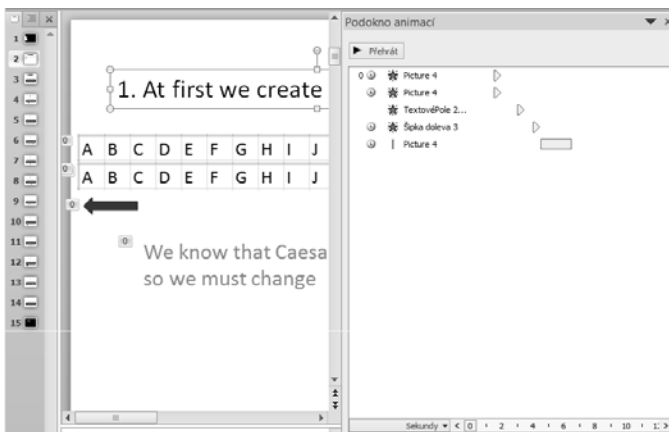 Podokno animací
Přehrát
1
2
3
4
5
6
7
8
9
10
11
12
13
14
15
1. At first we create
0 A B C D E F G H I J
0 A B C D E F G H I J
0
0 We know that Caesa
so we must change
0 Picture 4
Picture 4
TextovéPole 2...
Šipka doleva 3
Picture 4
Sekundy 0 2 4 6 8 10 1: